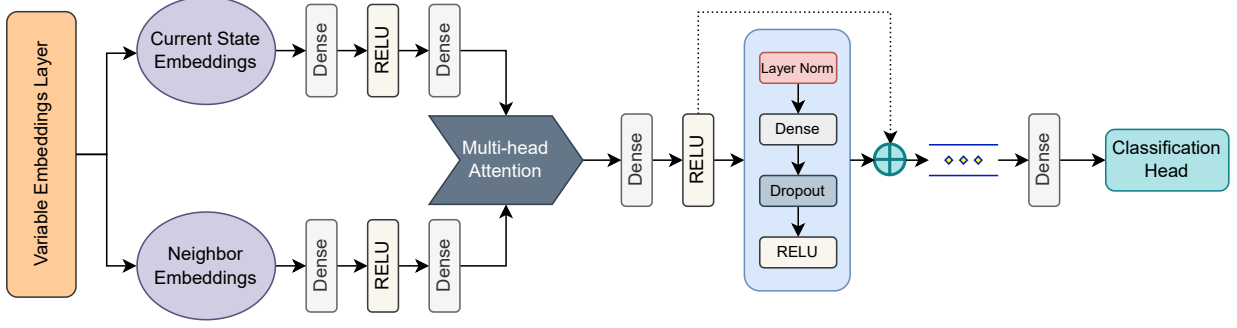 Variable Embeddings Layer
Current State
Embeddings
Dense
RELU
Dense
Neighbor
Embeddings
Dense
RELU
Dense
Multi-head
Attention
Dense
RELU
Layer Norm
Dense
Dropout
RELU
Dense
Classification
Head